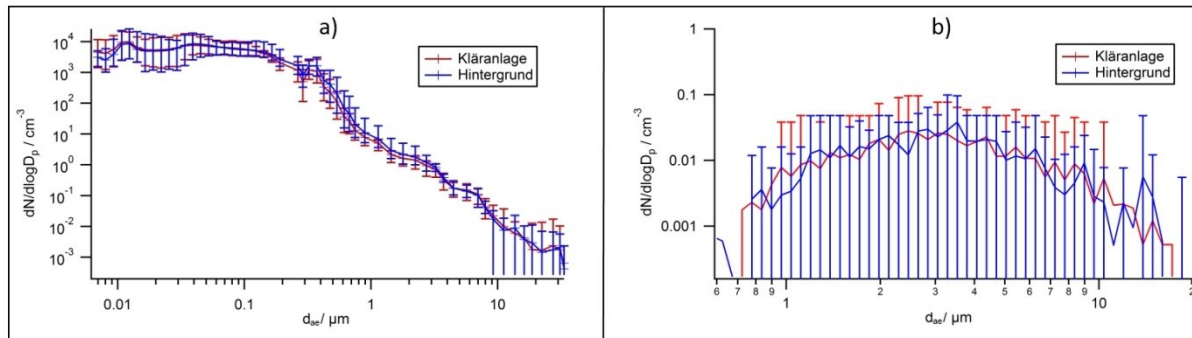 a)
10⁴
10³
10²
10¹
10⁰
10⁻¹
10⁻²
10⁻³
dN/dlogDₚ / cm⁻³
Kläranlage
Hintergrund
0.01
0.1
1
10
dₐₑ/ µm
b)
1
0.1
0.01
0.001
dN/dlogDₚ / cm⁻³
Kläranlage
Hintergrund
6 7 8 9 1 2 3 4 5 6 7 8 9 10 2
dₐₑ/ µm